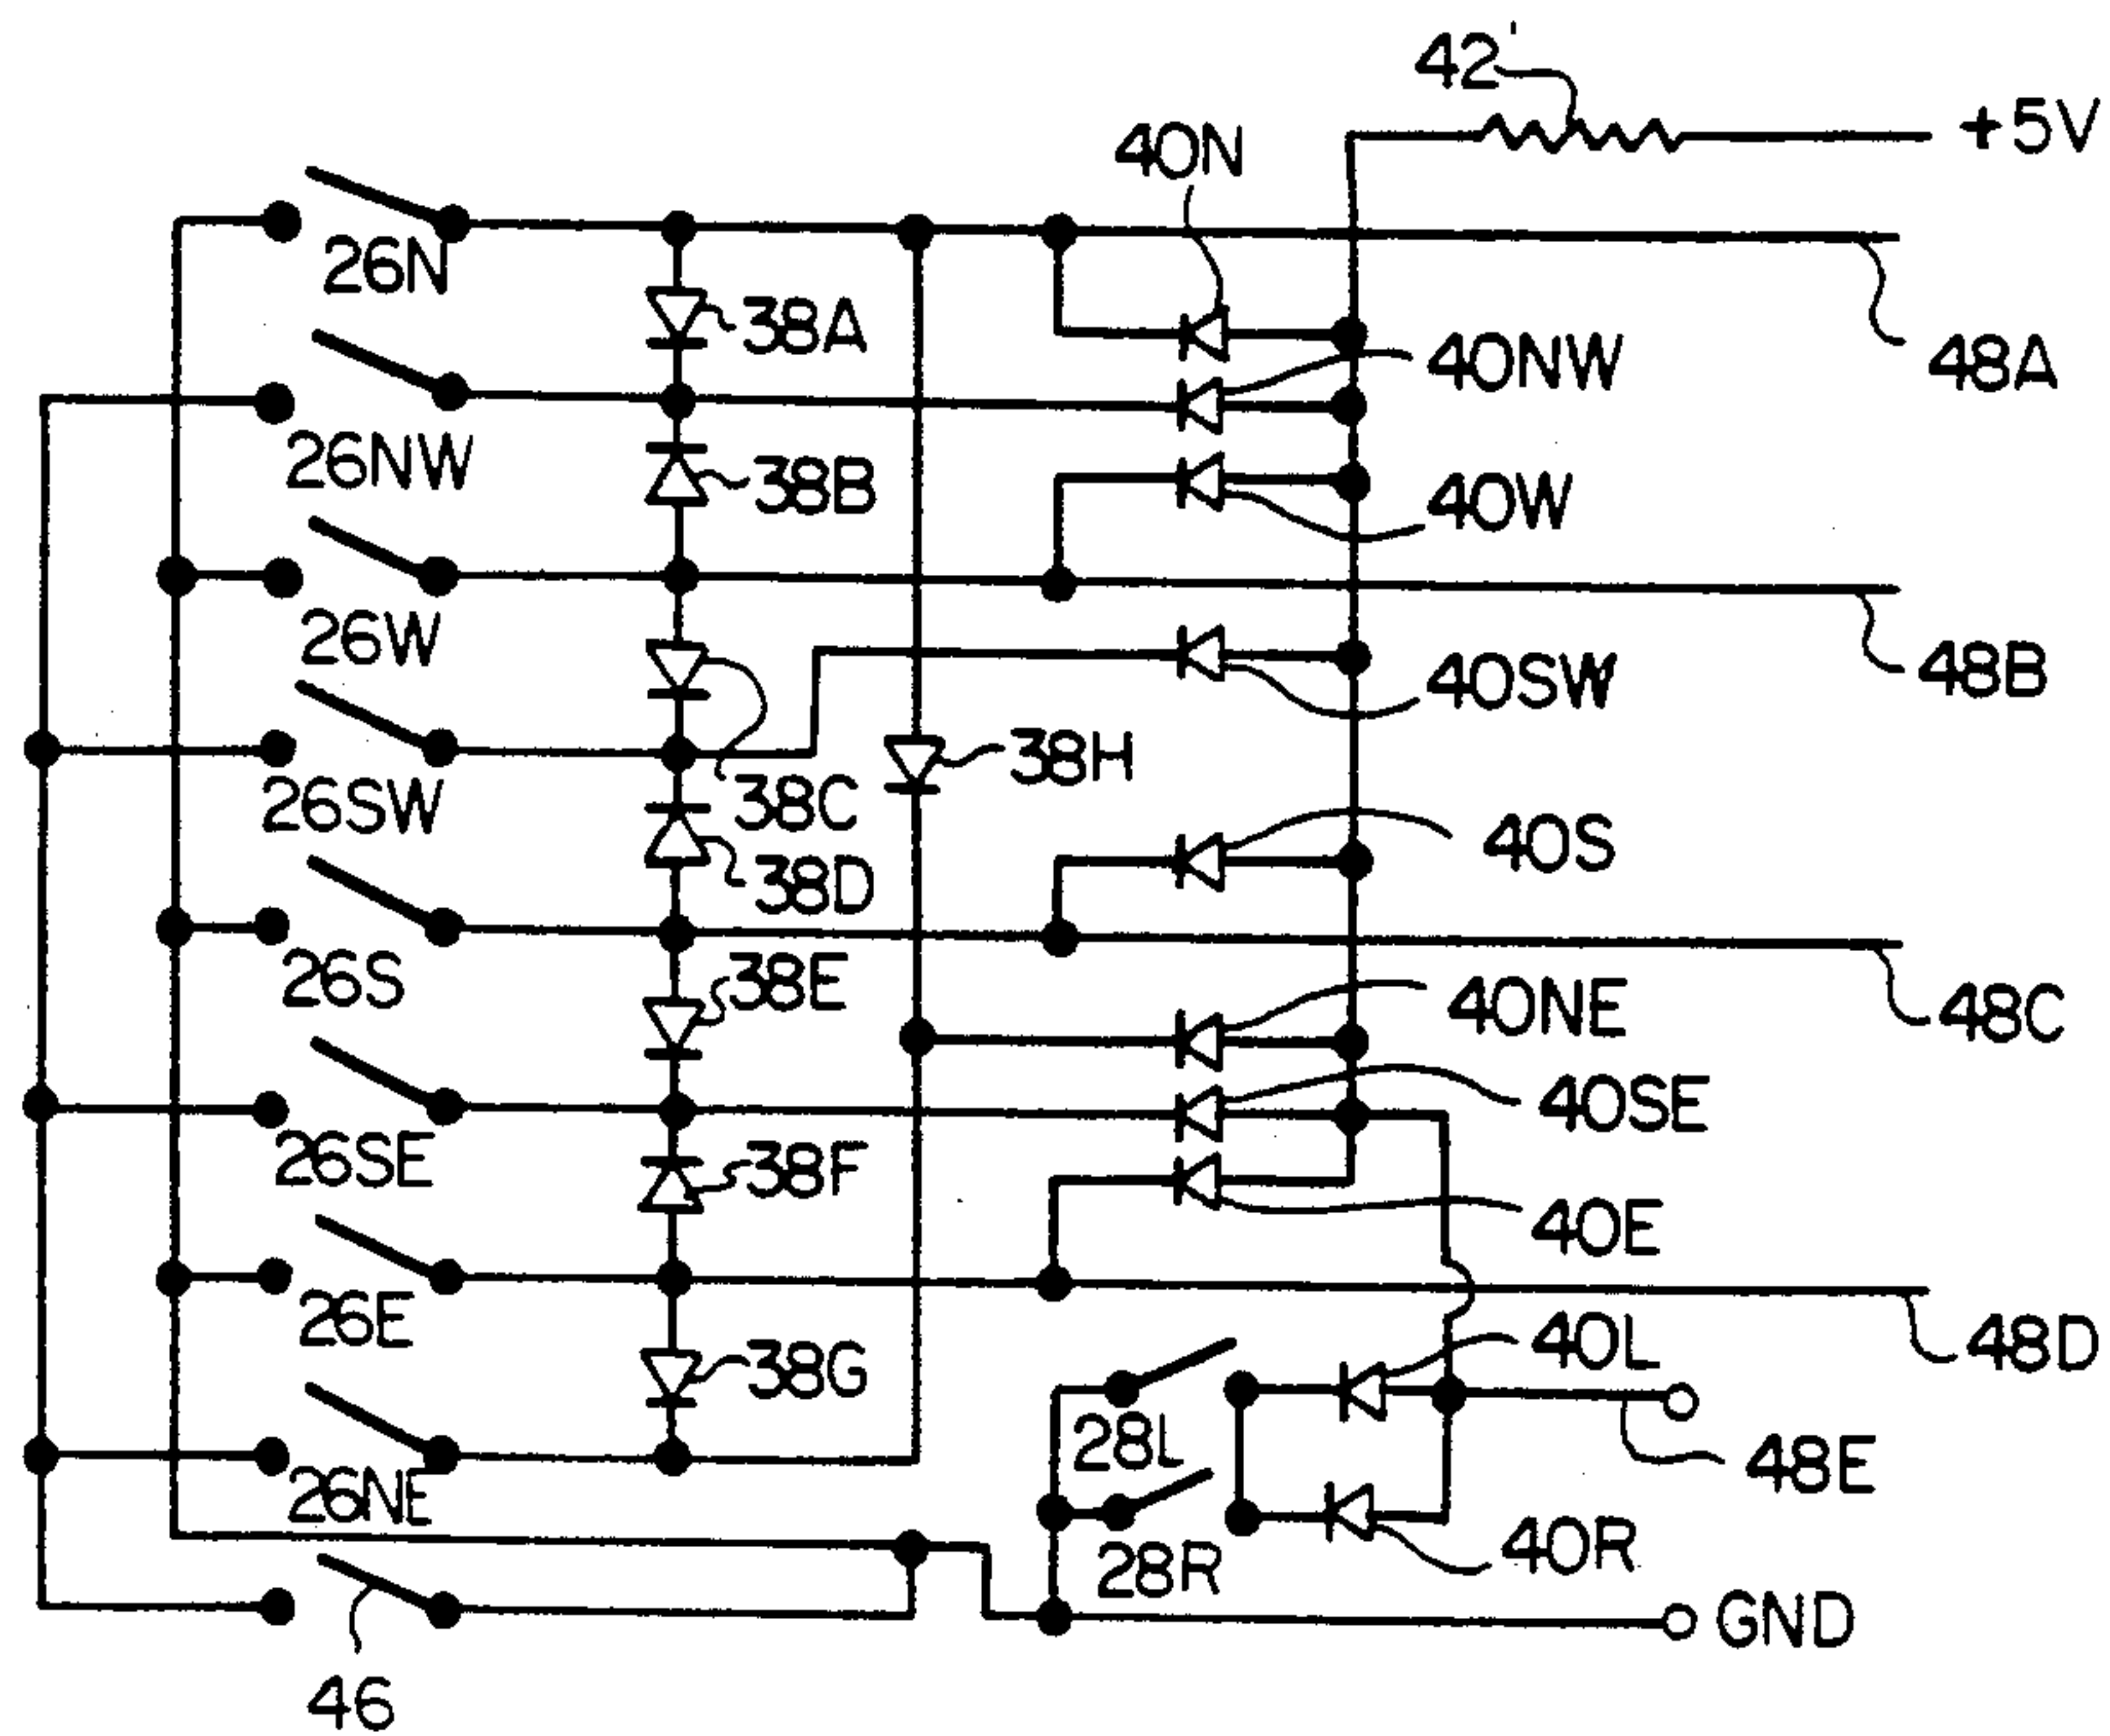 42'
+5V
40N
26N
38A
40NW
48A
26NW
38B
40W
26W
40SW
48B
38H
26SW
38C
40S
38D
26S
38E
40NE
48C
40SE
26SE
38F
40E
26E
40L
48D
38G
28L
48E
26NE
40R
28R
GND
46